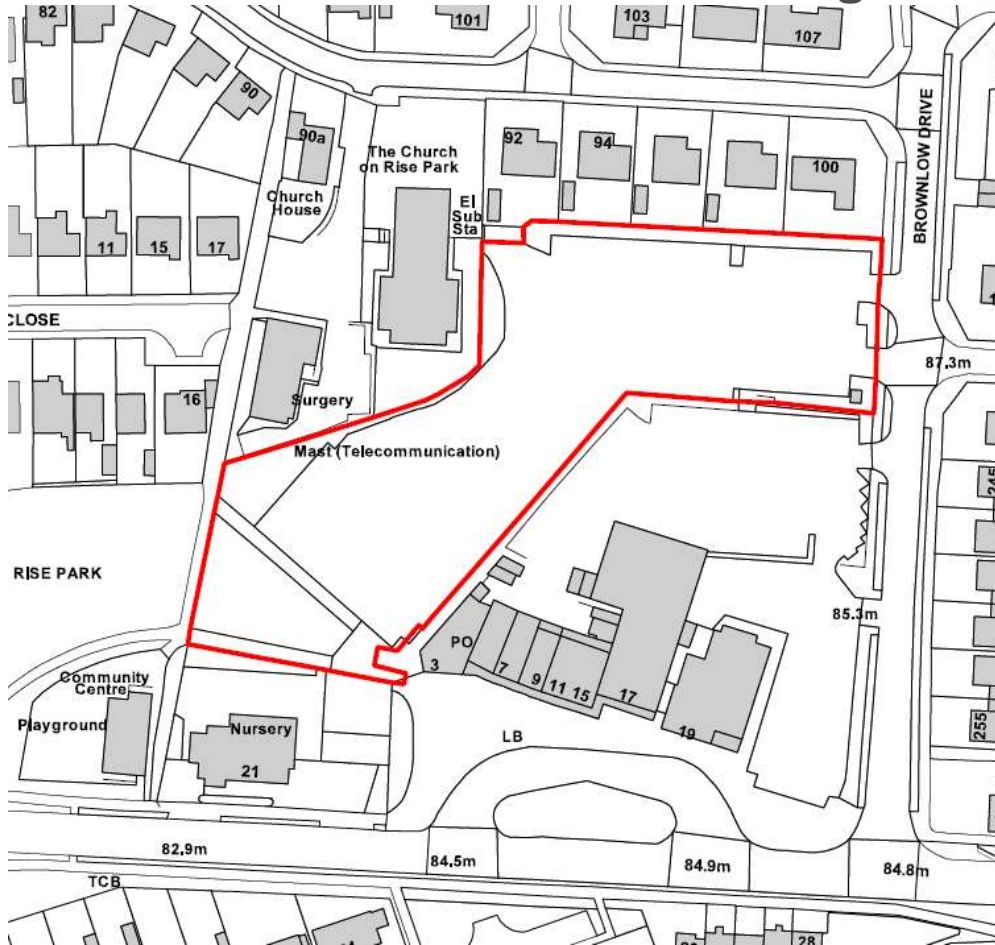 82
101
103
107
90
90a
The Church
on Rise Park
92
94
100
BROWNLOW DRIVE
Church
House
El
Sub
Sta
11
15
17
CLOSE
87.3m
16
Surgery
Mast (Telecommunication)
245
RISE PARK
85.3m
PO
3
7
9
11
15
17
19
Community
Centre
Playground
Nursery
21
LB
255
82.9m
84.5m
84.9m
84.8m
TCB
28